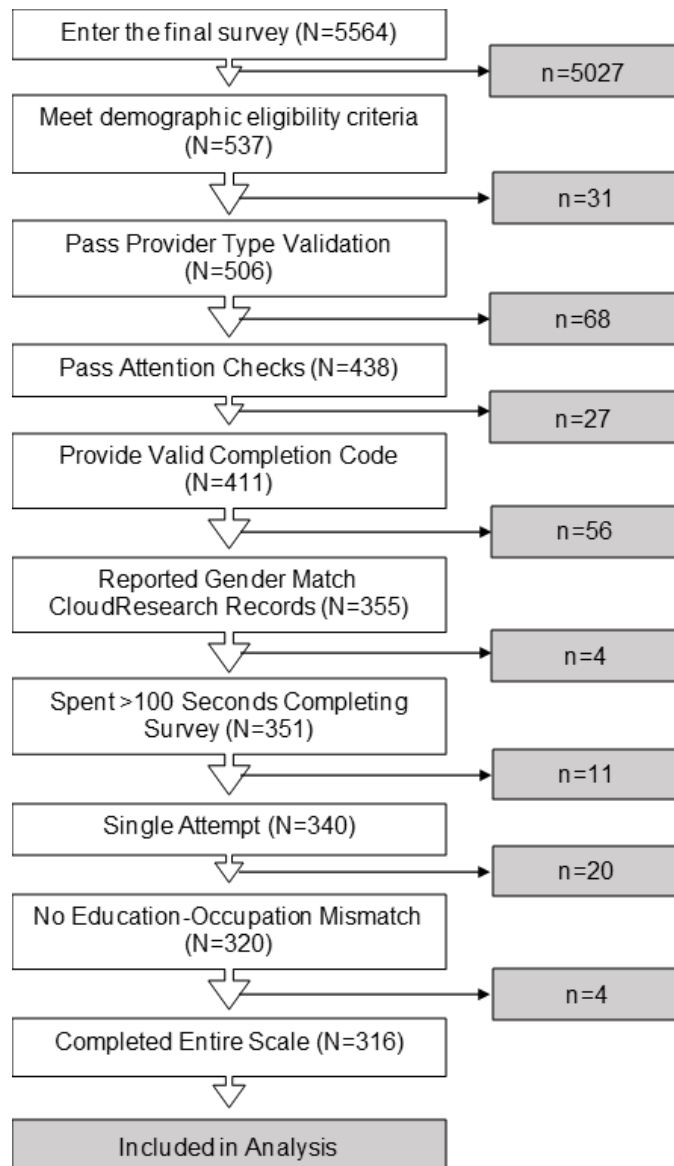 Enter the final survey (N=5564)
n=5027
Meet demographic eligibility criteria
(N=537)
n=31
Pass Provider Type Validation
(N=506)
n=68
Pass Attention Checks (N=438)
n=27
Provide Valid Completion Code
(N=411)
n=56
Reported Gender Match
CloudResearch Records (N=355)
n=4
Spent >100 Seconds Completing
Survey (N=351)
n=11
Single Attempt (N=340)
n=20
No Education-Occupation Mismatch
(N=320)
n=4
Completed Entire Scale (N=316)
Included in Analysis